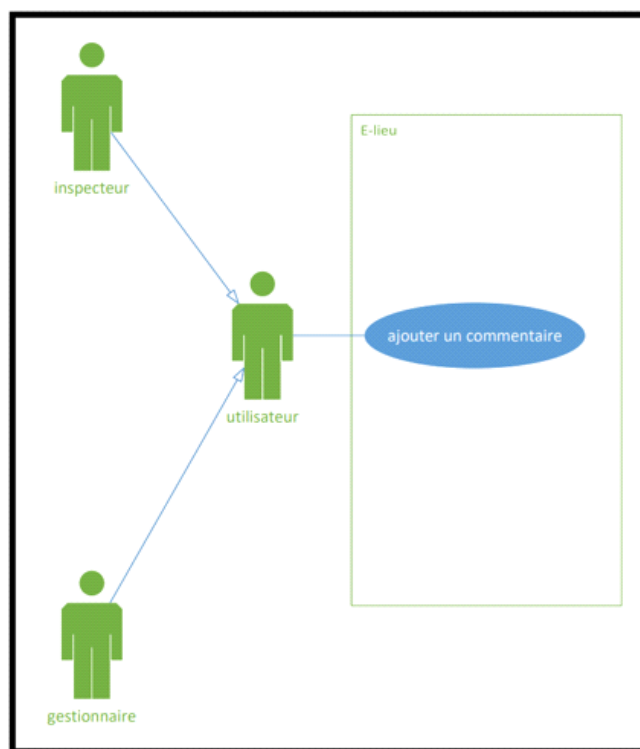 inspecteur
E-lieu
ajouter un commentaire
utilisateur
gestionnaire